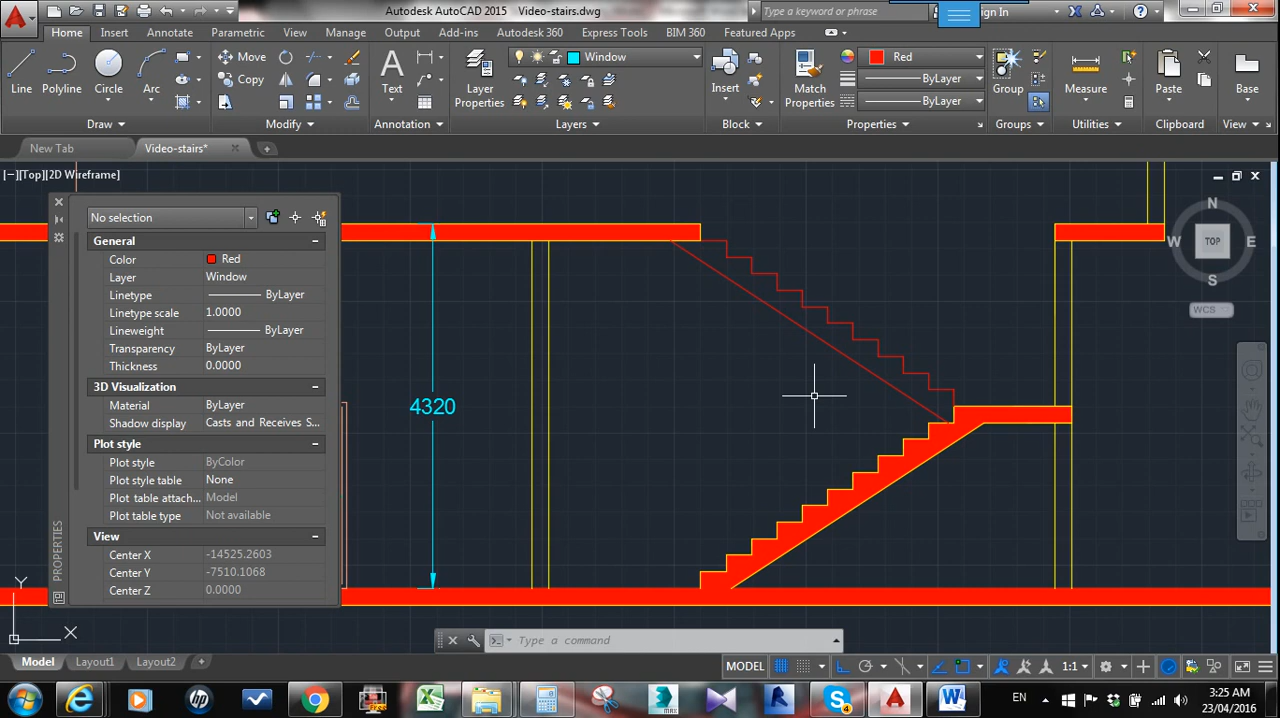 Autodesk AutoCAD 2015 Video-stairs.dwg
Type a keyword or phrase
ign In
Home Insert Annotate Parametric View Manage Output Add-ins Autodesk 360 Express Tools BIM 360 Featured Apps
Move
Copy
Window
Red
ByLayer
ByLayer
Line Polyline Circle Arc
Text
Layer
Properties
Insert
Match
Properties
Group
Measure
Paste
Base
Draw
Modify
Annotation
Layers
Block
Properties
Groups
Utilities
Clipboard
View
New Tab
Video-stairs*
[−][Top][2D Wireframe]
No selection
General
Color Red
Layer Window
Linetype ByLayer
Linetype scale 1.0000
Lineweight ByLayer
Transparency ByLayer
Thickness 0.0000
3D Visualization
Material ByLayer
Shadow display Casts and Receives S...
Plot style
Plot style ByColor
Plot style table None
Plot table attach... Model
Plot table type Not available
View
Center X -14525.2603
Center Y -7510.1068
Center Z 0.0000
PROPERTIES
4320
N
W TOP E
S
WCS
Y
X
Type a command
Model Layout1 Layout2
MODEL
1:1
EN
3:25 AM
23/04/2016